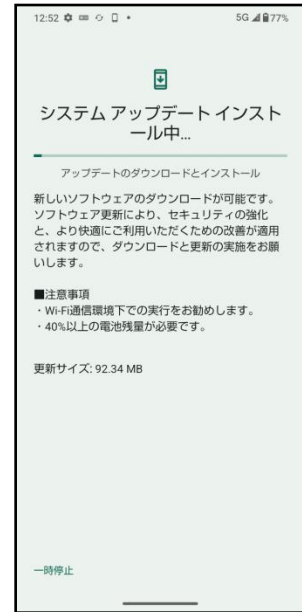 12:52
5G 77%
システム アップデート インスト
ール中...
アップデートのダウンロードとインストール
新しいソフトウェアのダウンロードが可能です。
ソフトウェア更新により、セキュリティの強化
と、より快適にご利用いただくための改善が適用
されますので、ダウンロードと更新の実施をお願
いします。
■注意事項
・Wi-Fi通信環境下での実行をお勧めします。
・40%以上の電池残量が必要です。
更新サイズ: 92.34 MB
一時停止